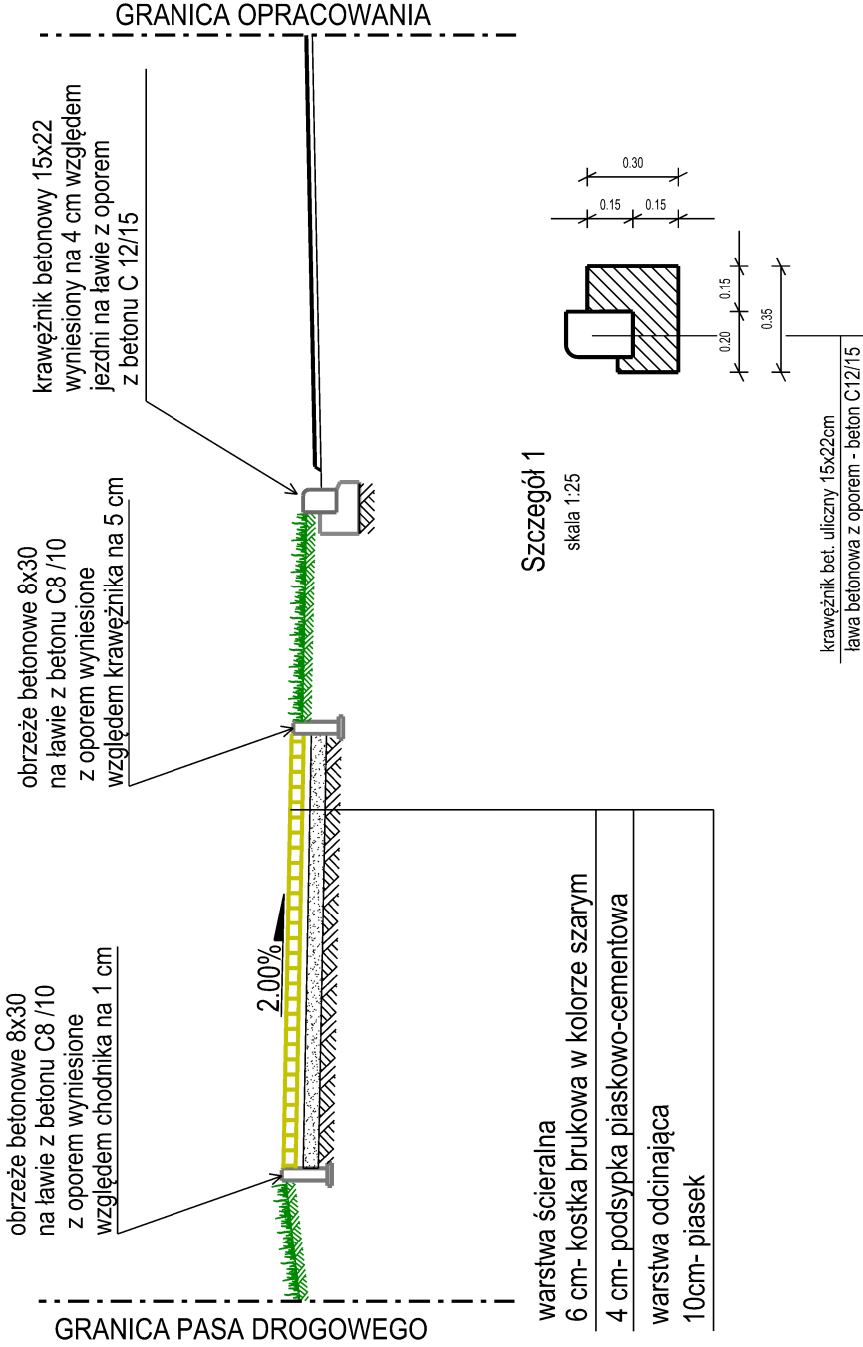 GRANICA OPRACOWANIA
krawężnik betonowy 15x22
wyniesiony na 4 cm względem
jezdni na ławie z oporem
z betonu C 12/15
obrzeże betonowe 8x30
na ławie z betonu C8 /10
z oporem wyniesione
względem krawężnika na 5 cm
obrzeże betonowe 8x30
na ławie z betonu C8 /10
z oporem wyniesione
względem chodnika na 1 cm
2.00%
GRANICA PASA DROGOWEGO
warstwa ścieralna
6 cm- kostka brukowa w kolorze szarym
4 cm- podsypka piaskowo-cementowa
warstwa odcinająca
10cm- piasek
Szczegół 1
skala 1:25
0.30
0.15
0.15
0.15
0.20
0.35
krawężnik bet. uliczny 15x22cm
ława betonowa z oporem - beton C12/15